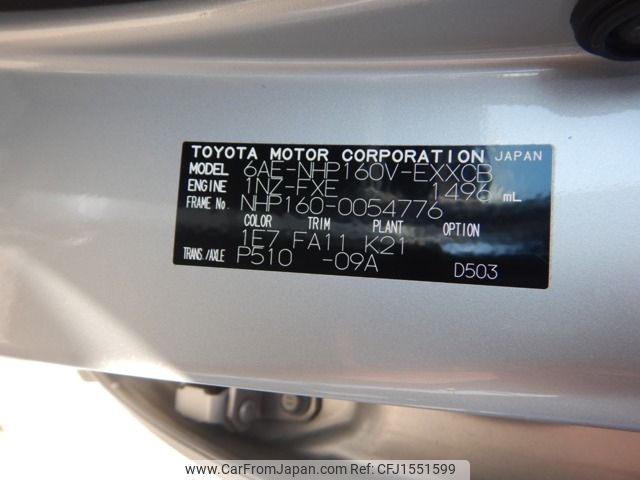 TOYOTA MOTOR CORPORATION JAPAN
MODEL 6AE-NHP160V-EXXCB
ENGINE 1NZ-FXE 1496 mL
FRAME No. NHP160-0054776
COLOR TRIM PLANT OPTION
1E7 FA11 K21
TRANS./AXLE P510 -09A D503
www.CarFromJapan.com ID:CFJ1551599